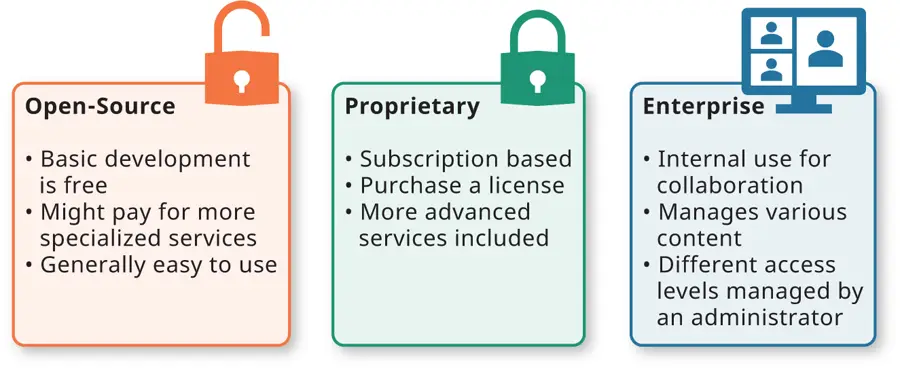 Open-Source
• Basic development
is free
• Might pay for more
specialized services
• Generally easy to use
Proprietary
• Subscription based
• Purchase a license
• More advanced
services included
Enterprise
• Internal use for
collaboration
• Manages various
content
• Different access
levels managed by
an administrator